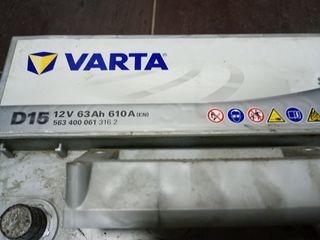 VARTA
D15 12V 63Ah 610A (EN)
563 400 061 316 2